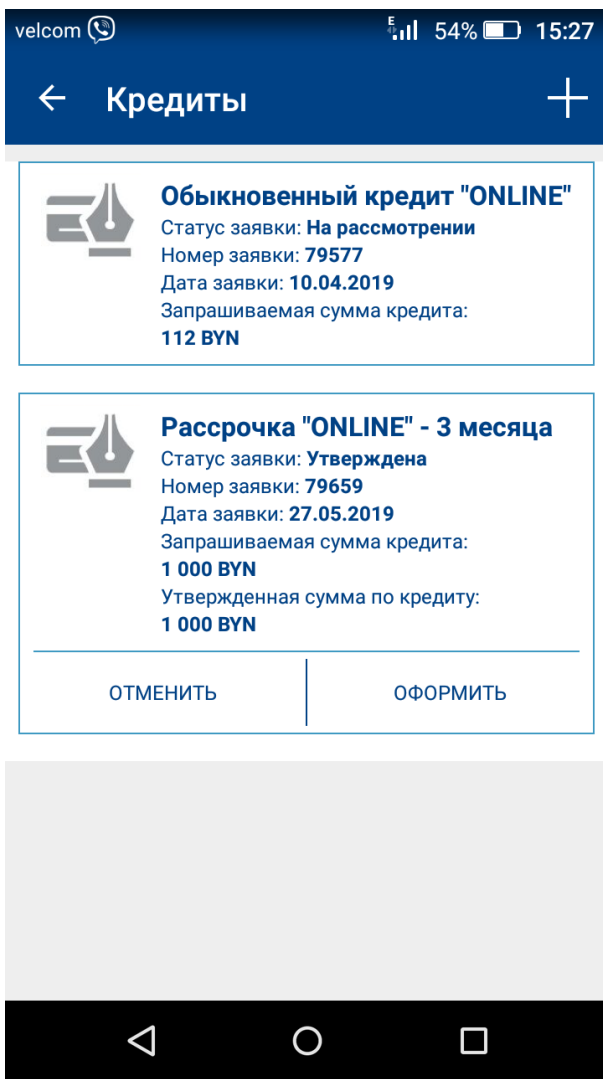 velcom E 54% 15:27
Кредиты
Обыкновенный кредит "ONLINE"
Статус заявки: На рассмотрении
Номер заявки: 79577
Дата заявки: 10.04.2019
Запрашиваемая сумма кредита:
112 BYN
Рассрочка "ONLINE" - 3 месяца
Статус заявки: Утверждена
Номер заявки: 79659
Дата заявки: 27.05.2019
Запрашиваемая сумма кредита:
1 000 BYN
Утвержденная сумма по кредиту:
1 000 BYN
ОТМЕНИТЬ ОФОРМИТЬ